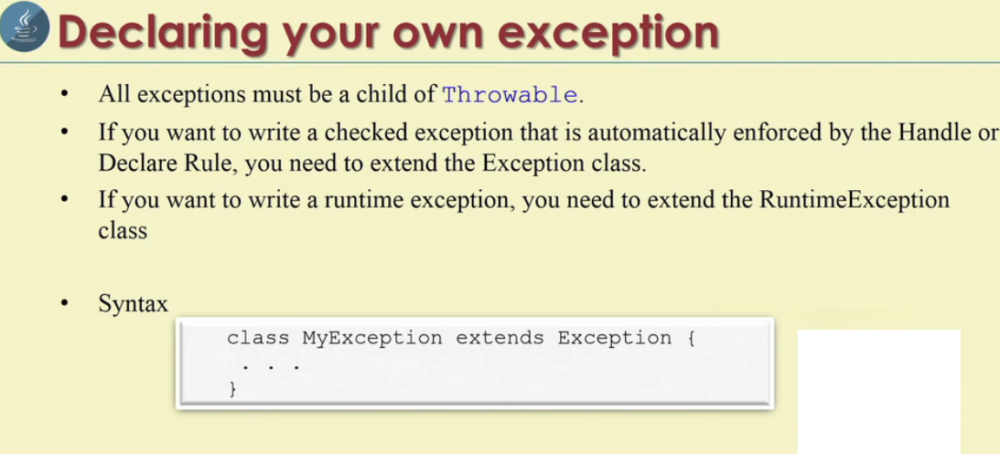 Declaring your own exception
• All exceptions must be a child of Throwable.
• If you want to write a checked exception that is automatically enforced by the Handle or
Declare Rule, you need to extend the Exception class.
• If you want to write a runtime exception, you need to extend the RuntimeException
class
• Syntax
class MyException extends Exception {
. . .
}